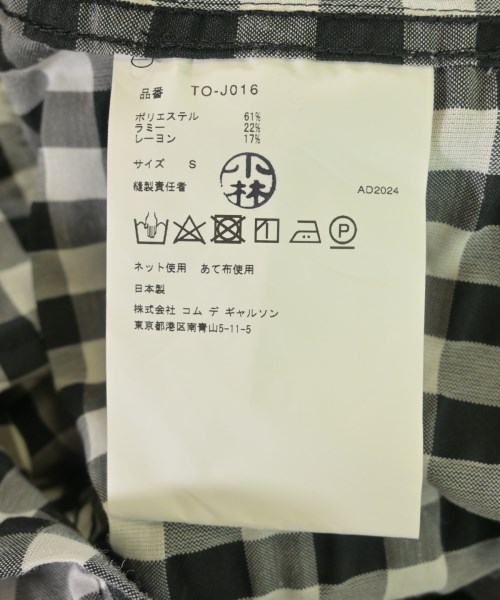 品番 TO-J016
ポリエステル 61%
ラミー 22%
レーヨン 17%
サイズ S
小林
縫製責任者 AD2024
ネット使用 あて布使用
日本製
株式会社 コム デ ギャルソン
東京都港区南青山5-11-5